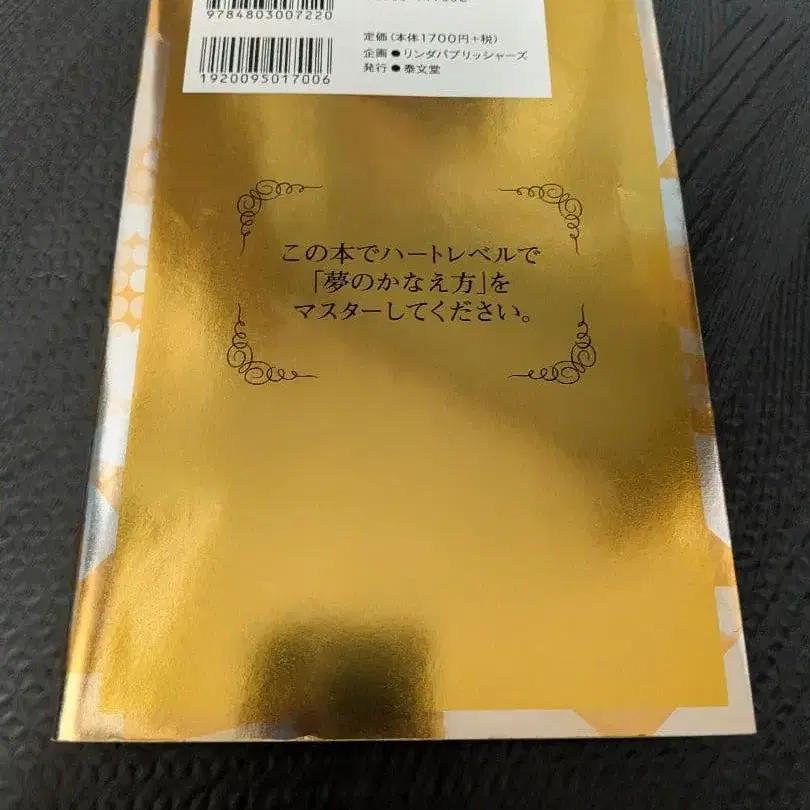 9784803007220
1920095017006
定価(本体1700円+税)
企画●リンダパブリッシャーズ
発行●泰文堂
この本でハートレベルで
「夢のかなえ方」を
マスターしてください。